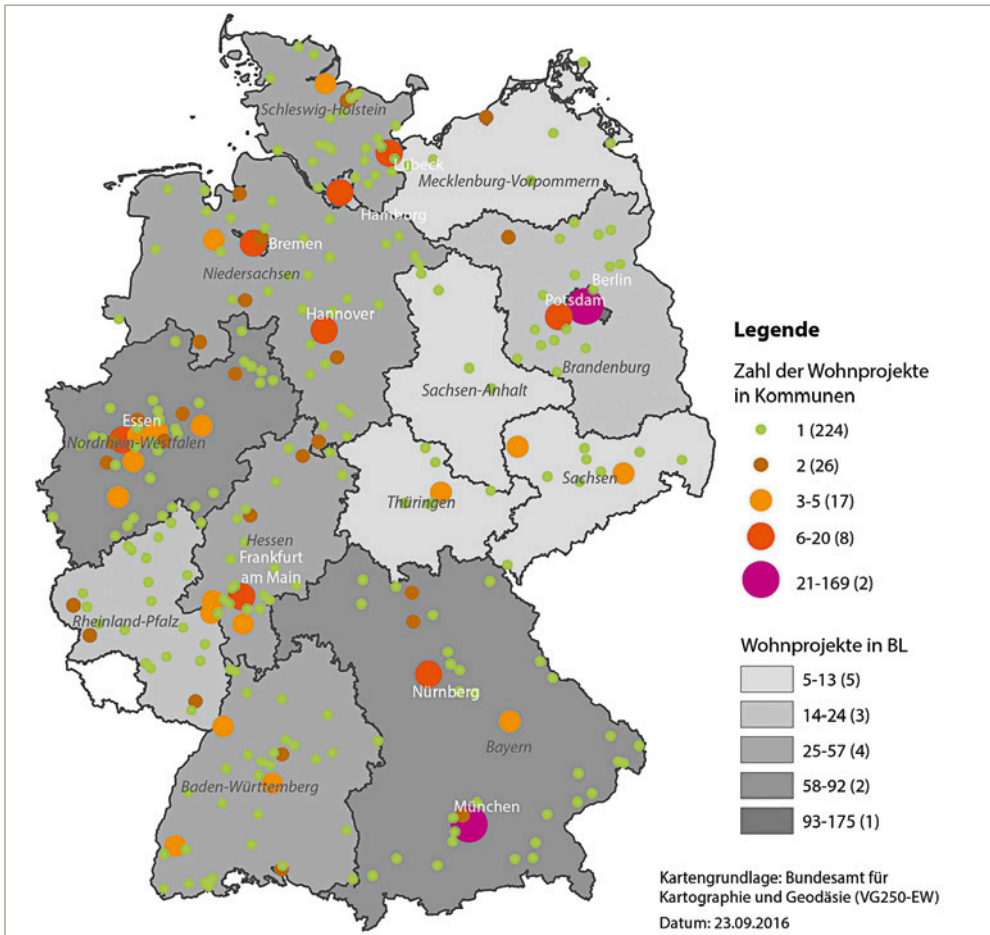 Schleswig-Holstein
Lübeck
Mecklenburg-Vorpommern
Hamburg
Bremen
Niedersachsen
Berlin
Potsdam
Hannover
Brandenburg
Sachsen-Anhalt
Essen
Nordrhein-Westfalen
Sachsen
Thüringen
Hessen
Frankfurt
am Main
Rheinland-Pfalz
Nürnberg
Bayern
Baden-Württemberg
München
Legende
Zahl der Wohnprojekte
in Kommunen
1 (224)
2 (26)
3-5 (17)
6-20 (8)
21-169 (2)
Wohnprojekte in BL
5-13 (5)
14-24 (3)
25-57 (4)
58-92 (2)
93-175 (1)
Kartengrundlage: Bundesamt für
Kartographie und Geodäsie (VG250-EW)
Datum: 23.09.2016